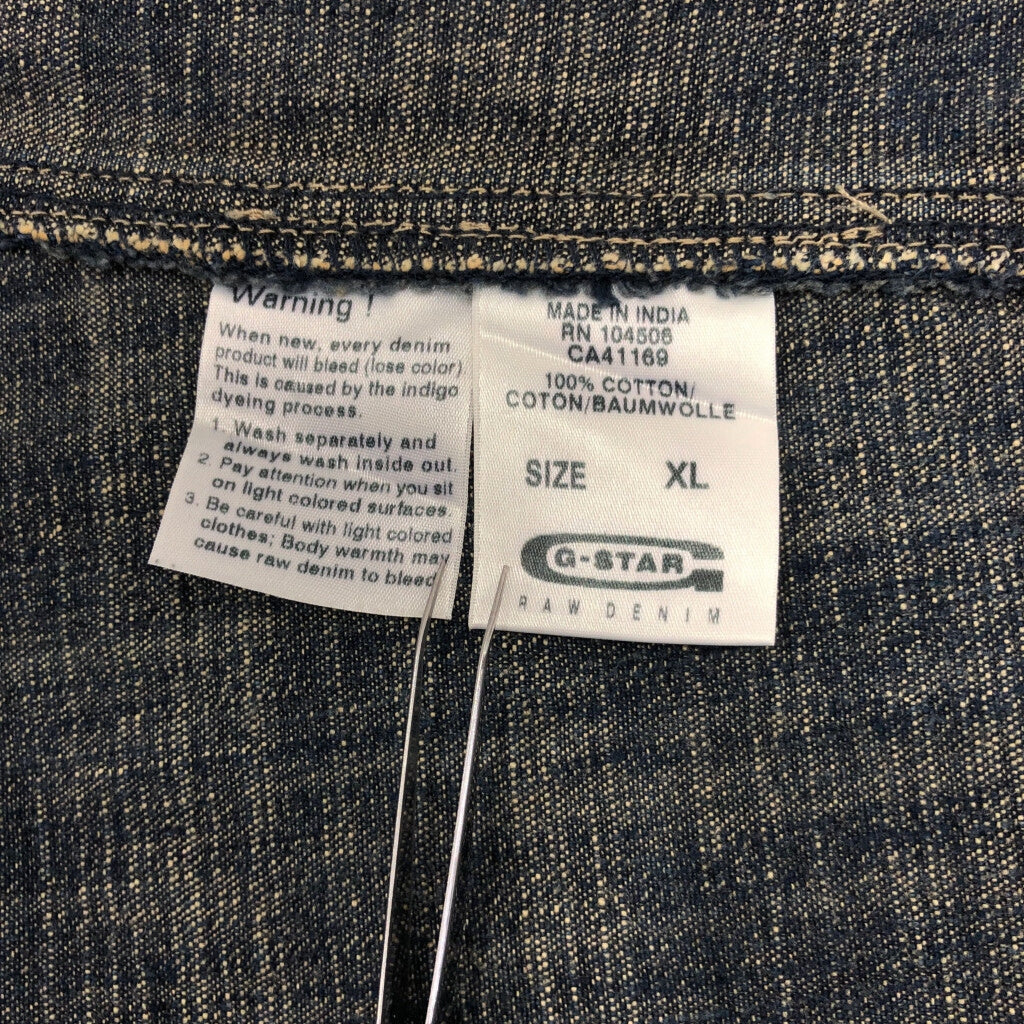 Warning !
When new, every denim
product will bleed (lose color).
This is caused by the indigo
dyeing process.
1. Wash separately and
always wash inside out.
2. Pay attention when you sit
on light colored surfaces.
3. Be careful with light colored
clothes; Body warmth may
cause raw denim to bleed
MADE IN INDIA
RN 104506
CA41169
100% COTTON/
COTON/BAUMWOLLE
SIZE XL
G-STAR
RAW DENIM